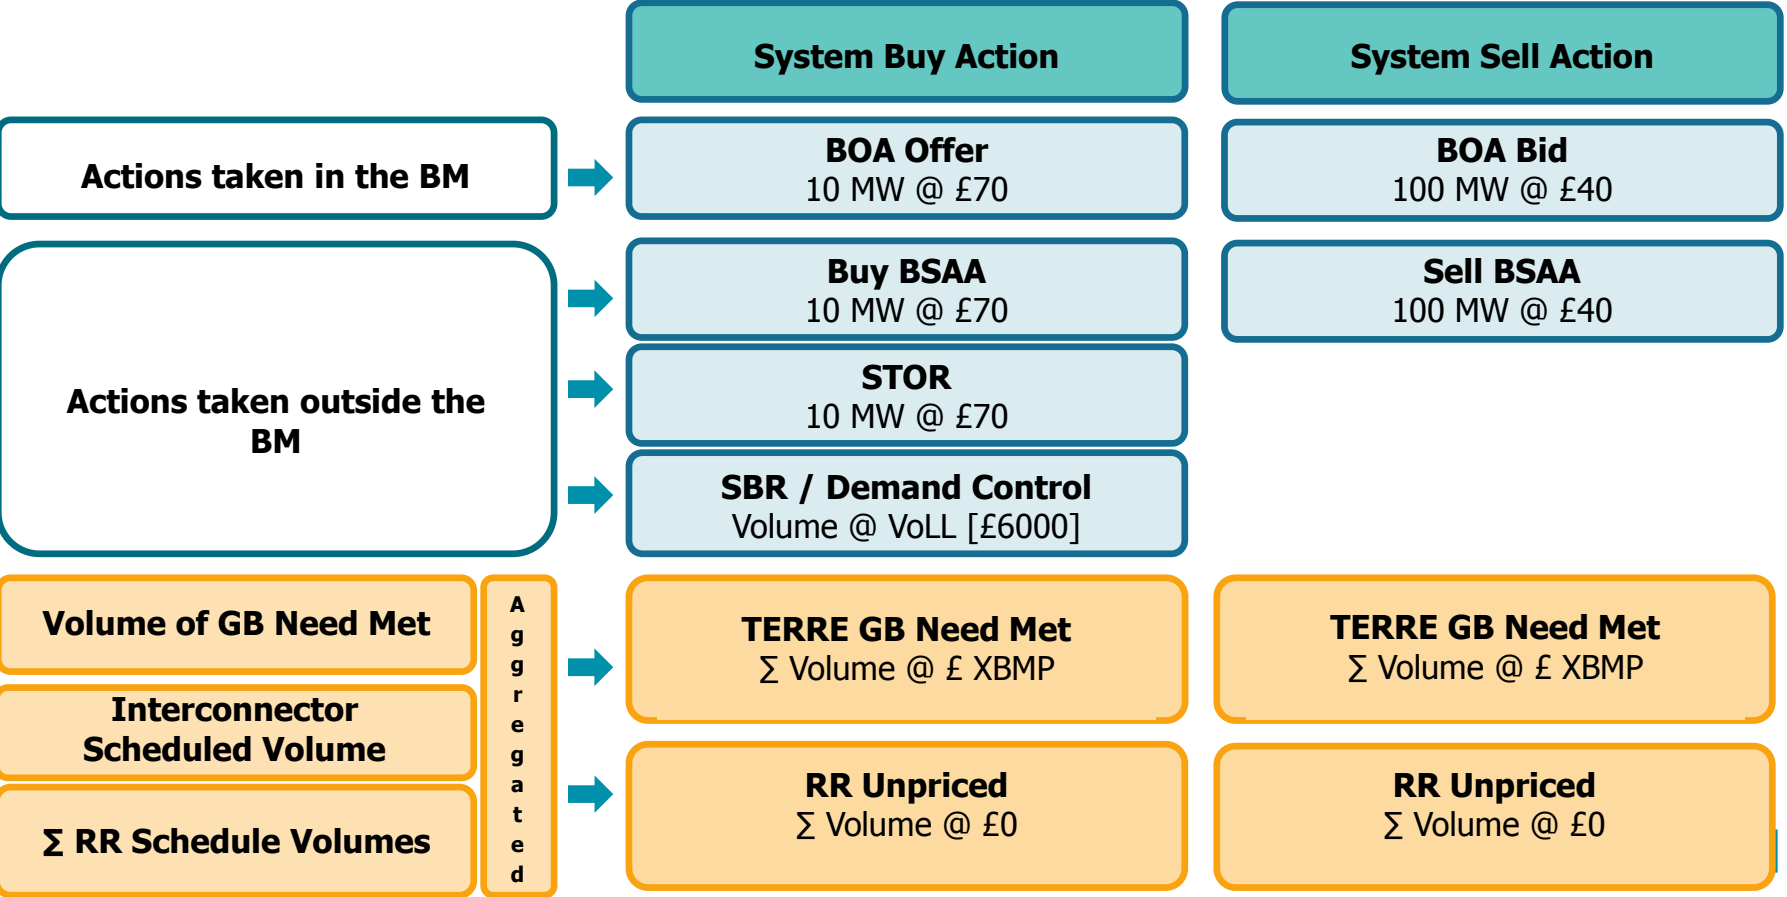 System Buy Action
System Sell Action
Actions taken in the BM
BOA Offer
10 MW @ £70
BOA Bid
100 MW @ £40
Actions taken outside the
BM
Buy BSAA
10 MW @ £70
Sell BSAA
100 MW @ £40
STOR
10 MW @ £70
SBR / Demand Control
Volume @ VoLL [£6000]
Volume of GB Need Met
Interconnector
Scheduled Volume
∑ RR Schedule Volumes
A
g
g
r
e
g
a
t
e
d
TERRE GB Need Met
∑ Volume @ £ XBMP
TERRE GB Need Met
∑ Volume @ £ XBMP
RR Unpriced
∑ Volume @ £0
RR Unpriced
∑ Volume @ £0